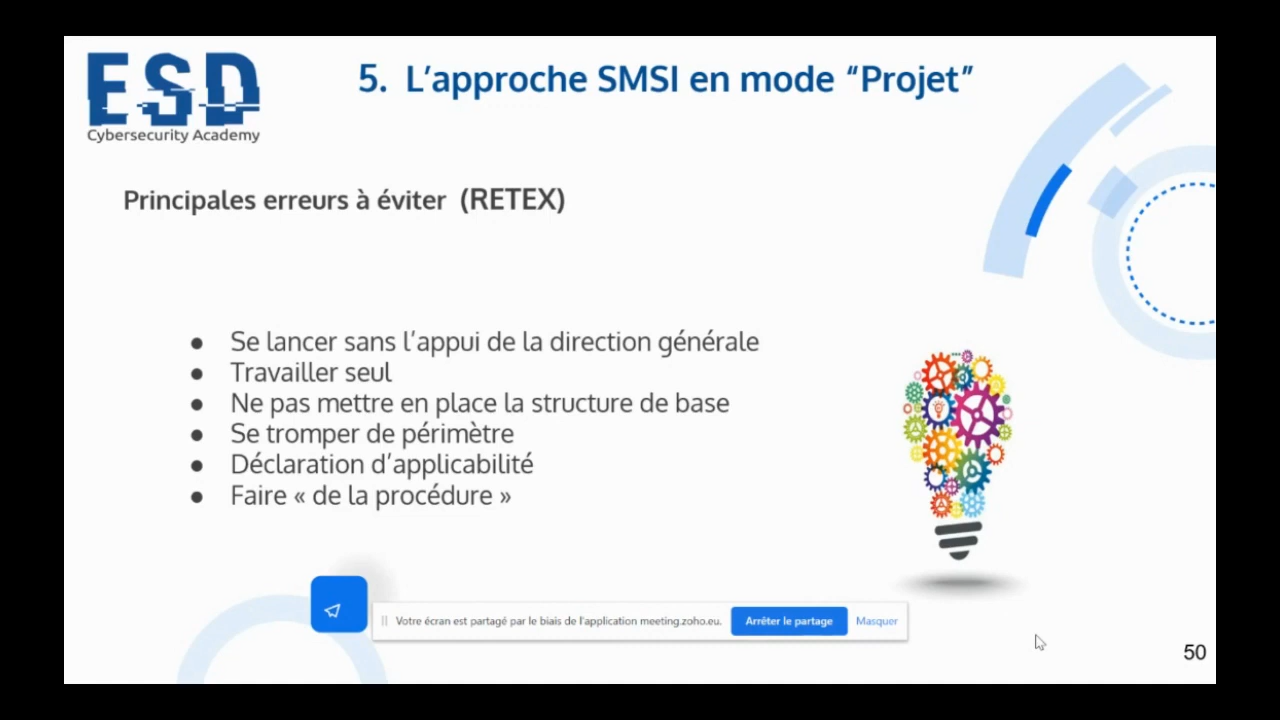 ESD
Cybersecurity Academy
5. L’approche SMSI en mode “Projet”
Principales erreurs à éviter (RETEX)
● Se lancer sans l’appui de la direction générale
● Travailler seul
● Ne pas mettre en place la structure de base
● Se tromper de périmètre
● Déclaration d’applicabilité
● Faire « de la procédure »
Votre écran est partagé par le biais de l'application meeting.zoho.eu. Arrêter le partage Masquer
50